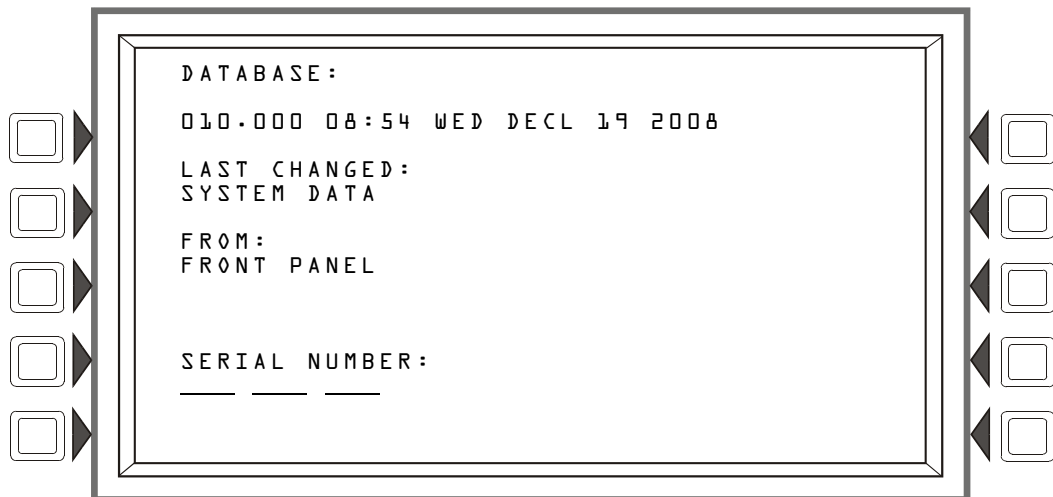 DATABASE:
010.000 08:54 WED DECL 19 2008
LAST CHANGED:
SYSTEM DATA
FROM:
FRONT PANEL
SERIAL NUMBER: